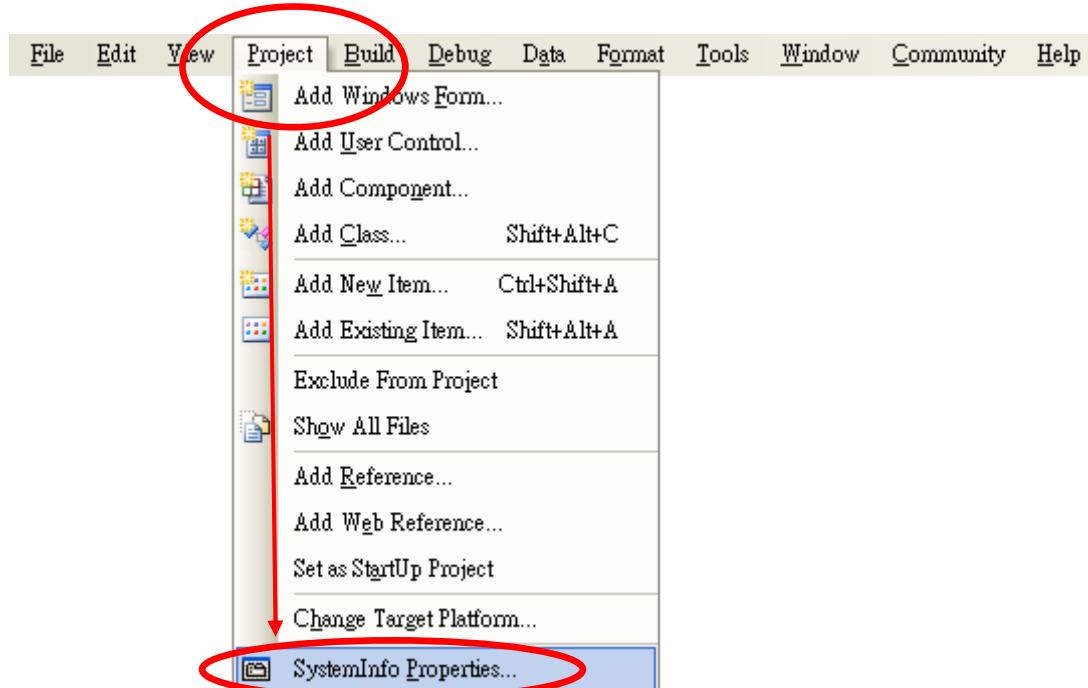 File Edit View Project Build Debug Data Format Tools Window Community Help
Add Windows Form...
Add User Control...
Add Component...
Add Class... Shift+Alt+C
Add New Item... Ctrl+Shift+A
Add Existing Item... Shift+Alt+A
Exclude From Project
Show All Files
Add Reference...
Add Web Reference...
Set as StartUp Project
Change Target Platform...
SystemInfo Properties...